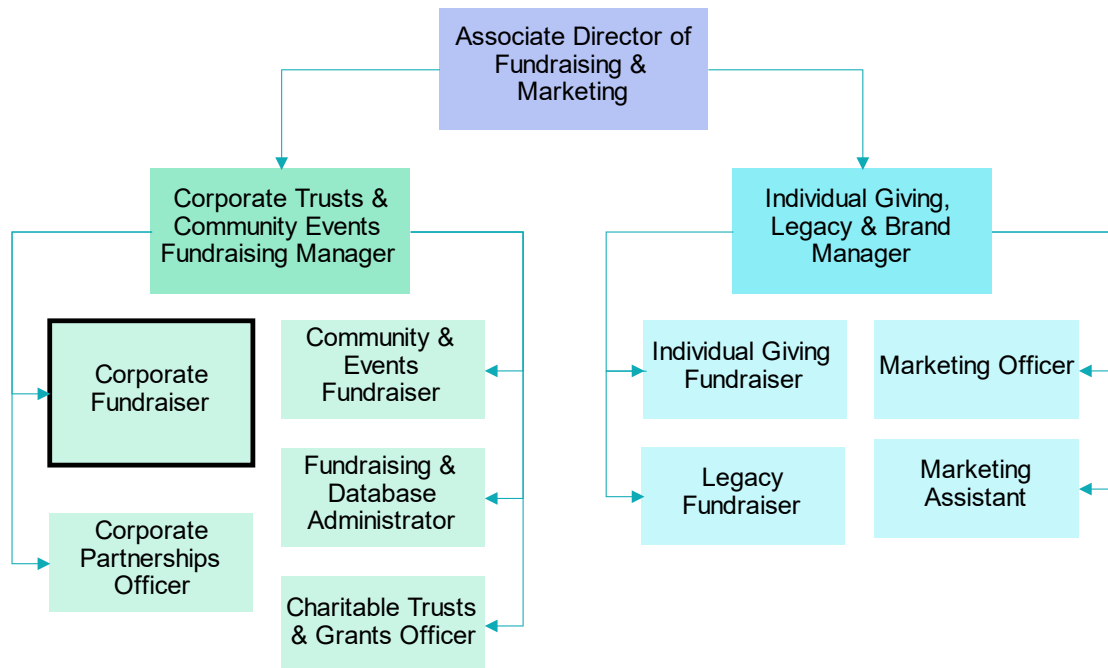 Associate Director of
Fundraising &
Marketing
Corporate Trusts &
Community Events
Fundraising Manager
Individual Giving,
Legacy & Brand
Manager
Corporate
Fundraiser
Community &
Events
Fundraiser
Individual Giving
Fundraiser
Marketing Officer
Fundraising &
Database
Administrator
Legacy
Fundraiser
Marketing
Assistant
Corporate
Partnerships
Officer
Charitable Trusts
& Grants Officer